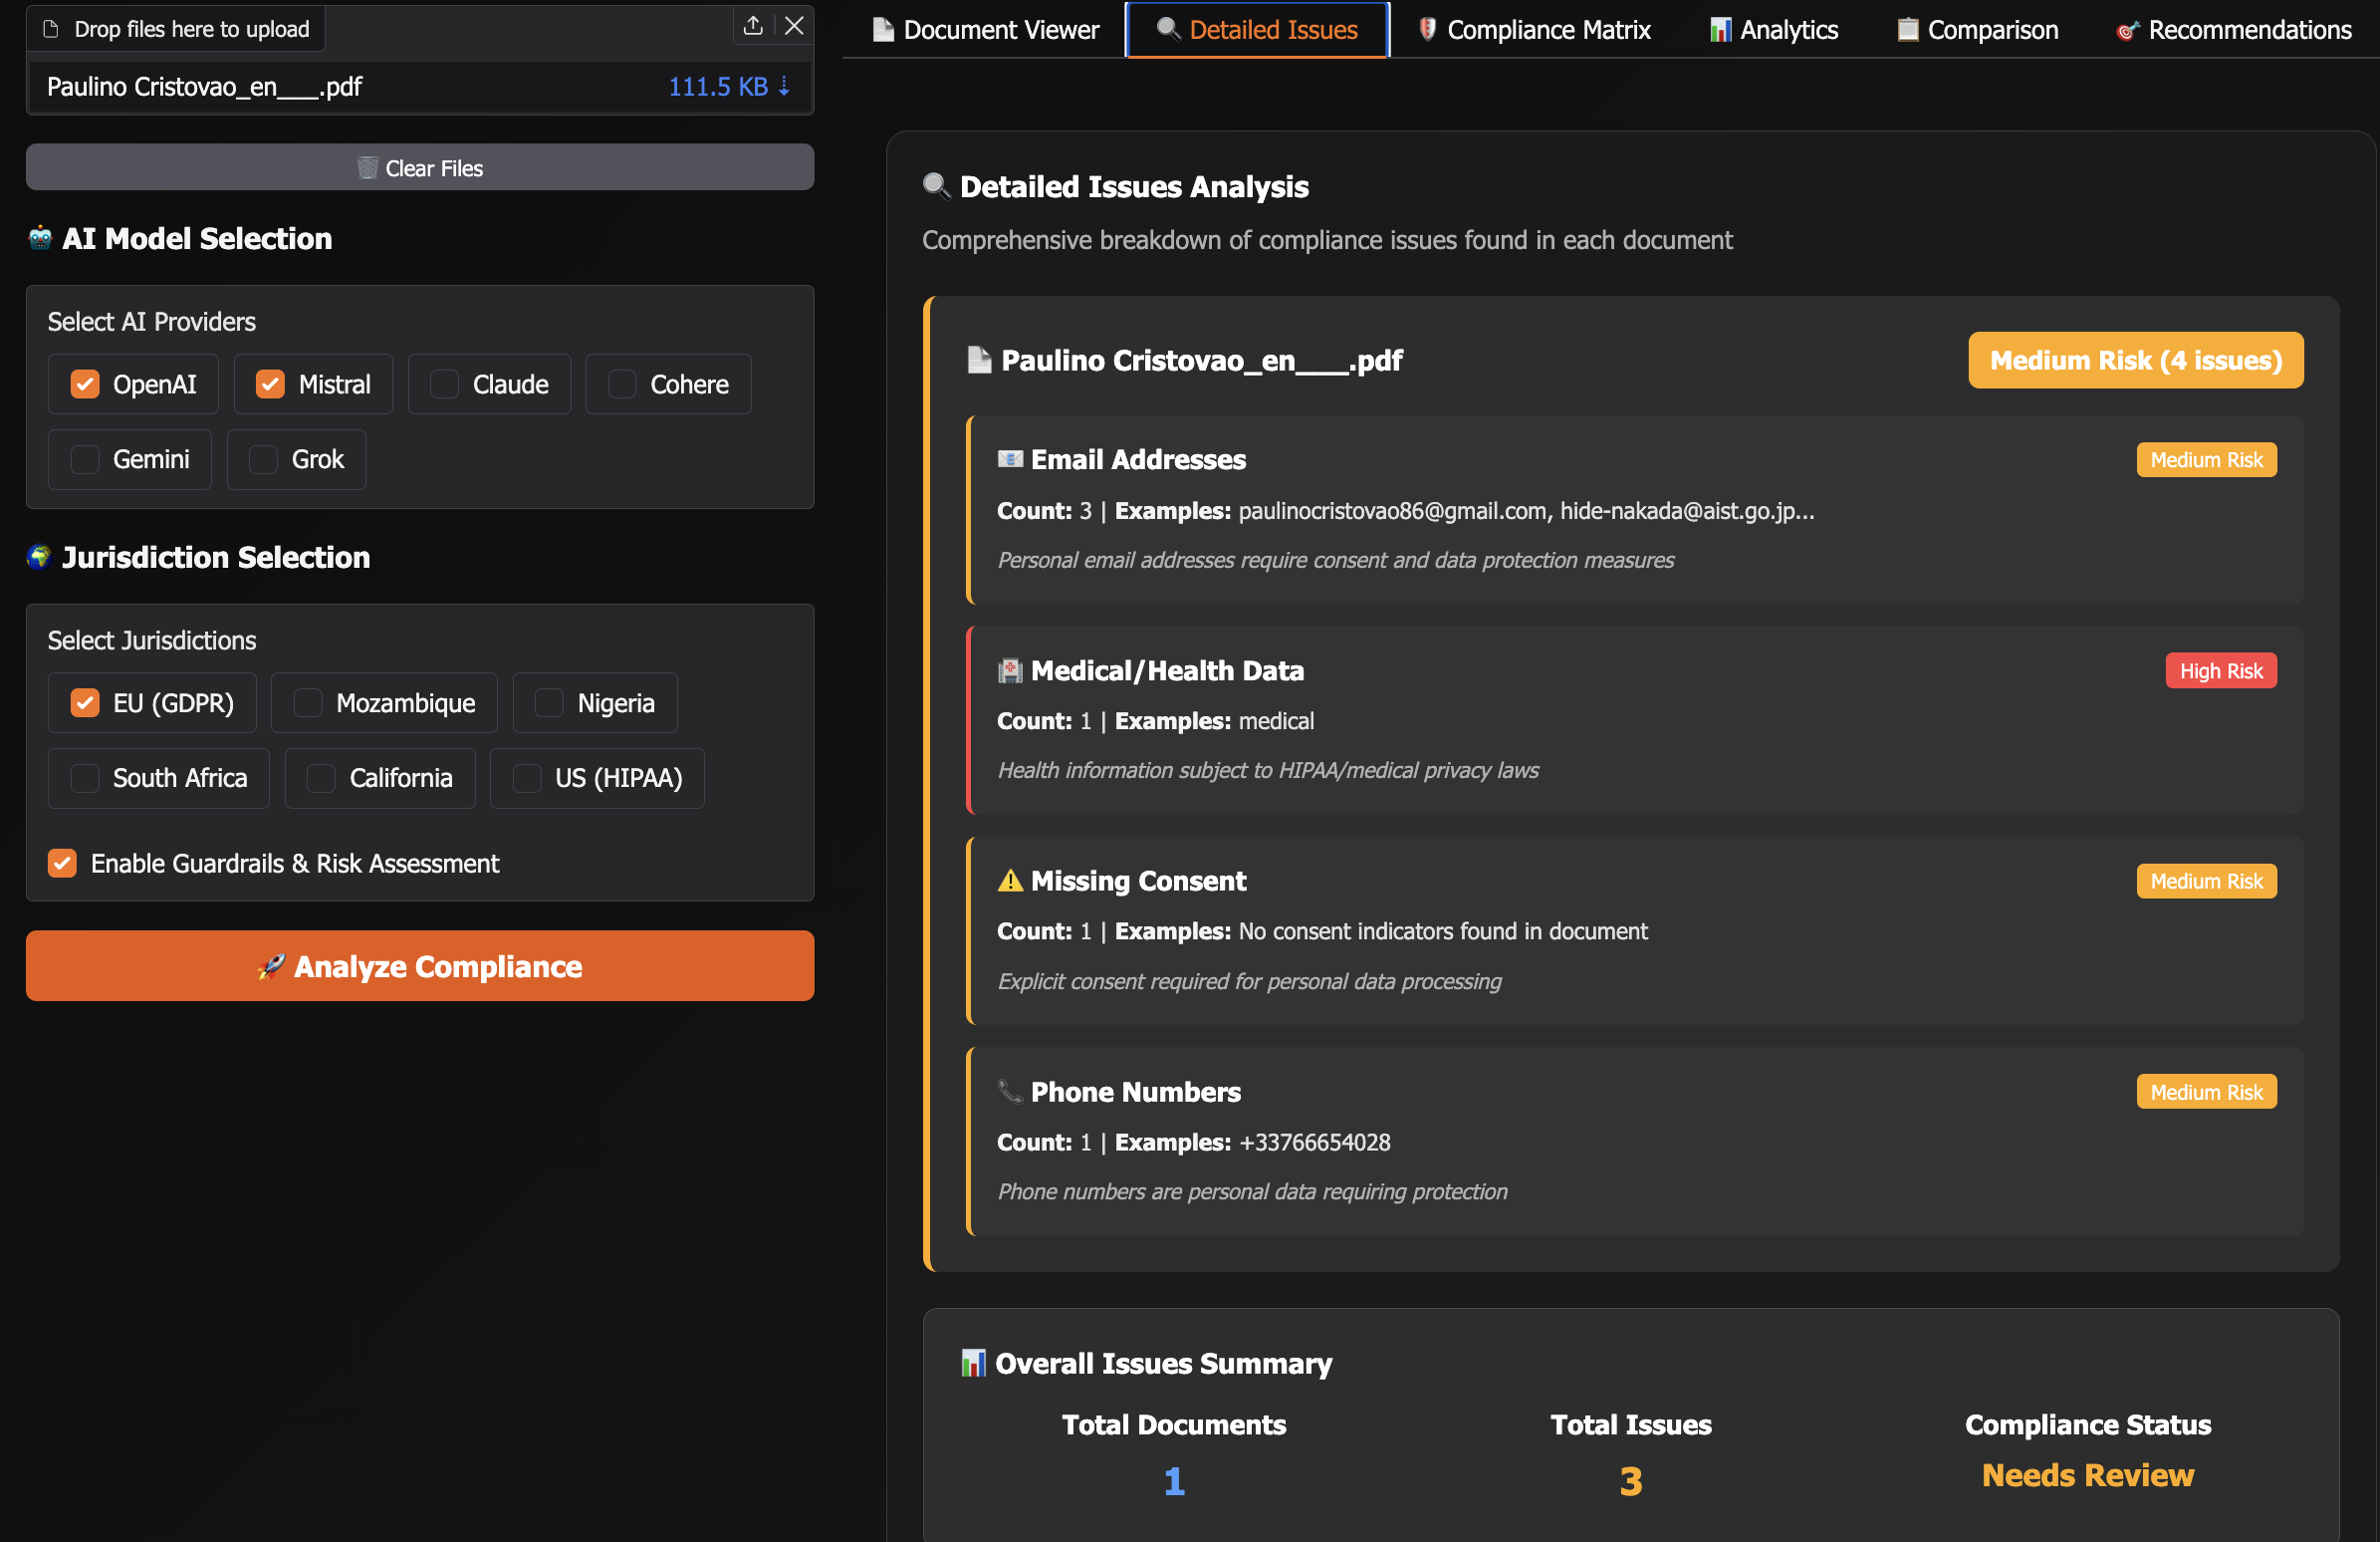 Drop files here to upload
Paulino Cristovao_en___.pdf
111.5 KB ↓
Clear Files
AI Model Selection
Select AI Providers
OpenAI
Mistral
Claude
Cohere
Gemini
Grok
Jurisdiction Selection
Select Jurisdictions
EU (GDPR)
Mozambique
Nigeria
South Africa
California
US (HIPAA)
Enable Guardrails & Risk Assessment
Analyze Compliance
Document Viewer
Detailed Issues
Compliance Matrix
Analytics
Comparison
Recommendations
Detailed Issues Analysis
Comprehensive breakdown of compliance issues found in each document
Paulino Cristovao_en___.pdf
Medium Risk (4 issues)
Email Addresses
Medium Risk
Count: 3 | Examples: paulinocristovao86@gmail.com, hide-nakada@aist.go.jp...
Personal email addresses require consent and data protection measures
Medical/Health Data
High Risk
Count: 1 | Examples: medical
Health information subject to HIPAA/medical privacy laws
Missing Consent
Medium Risk
Count: 1 | Examples: No consent indicators found in document
Explicit consent required for personal data processing
Phone Numbers
Medium Risk
Count: 1 | Examples: +33766654028
Phone numbers are personal data requiring protection
Overall Issues Summary
Total Documents
1
Total Issues
3
Compliance Status
Needs Review